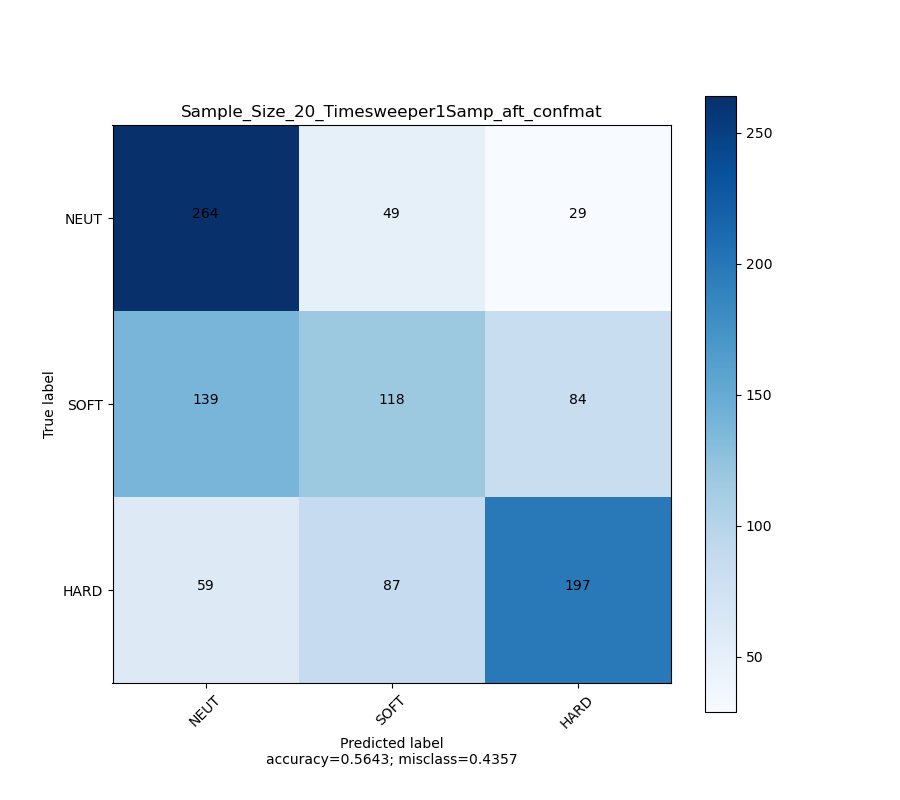 Sample_Size_20_Timesweeper1Samp_aft_confmat
NEUT 264 49 29
SOFT 139 118 84
HARD 59 87 197
NEUT SOFT HARD
True label
Predicted label
accuracy=0.5643; misclass=0.4357
250
200
150
100
50